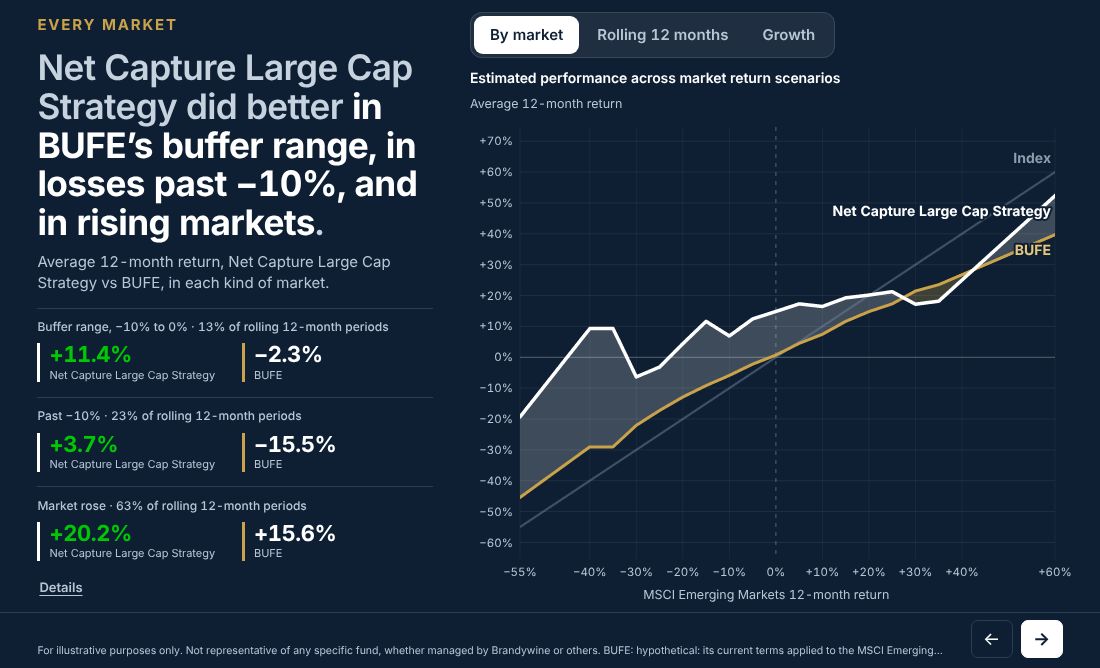 EVERY MARKET
Net Capture Large Cap
Strategy did better in
BUFE’s buffer range, in
losses past −10%, and
in rising markets.
Average 12-month return, Net Capture Large Cap
Strategy vs BUFE, in each kind of market.
Buffer range, −10% to 0% · 13% of rolling 12-month periods
+11.4%
Net Capture Large Cap Strategy
−2.3%
BUFE
Past −10% · 23% of rolling 12-month periods
+3.7%
Net Capture Large Cap Strategy
−15.5%
BUFE
Market rose · 63% of rolling 12-month periods
+20.2%
Net Capture Large Cap Strategy
+15.6%
BUFE
Details
By market
Rolling 12 months
Growth
Estimated performance across market return scenarios
Average 12-month return
+70%
+60%
+50%
+40%
+30%
+20%
+10%
0%
−10%
−20%
−30%
−40%
−50%
−60%
Index
Net Capture Large Cap Strategy
BUFE
−55%
−40%
−30%
−20%
−10%
0%
+10%
+20%
+30%
+40%
+60%
MSCI Emerging Markets 12-month return
For illustrative purposes only. Not representative of any specific fund, whether managed by Brandywine or others. BUFE: hypothetical: its current terms applied to the MSCI Emerging…